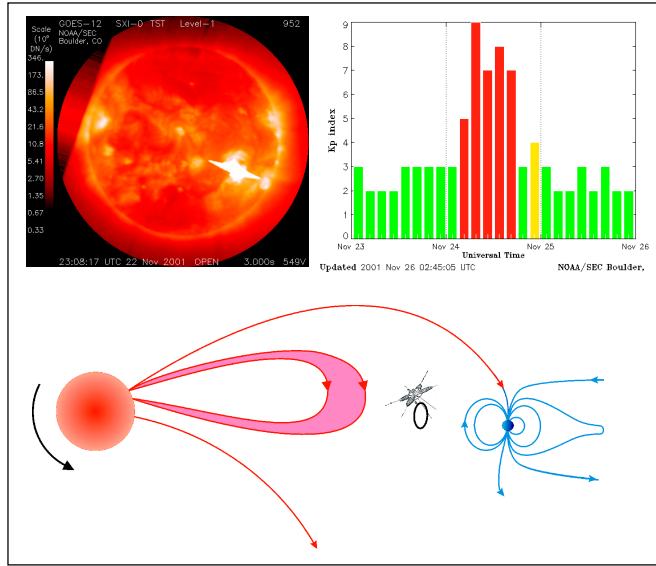 GOES-12 SXI-0 TST Level-1 952
NOAA/SEC
Boulder, CO
Scale
(10⁰
DN/s)
346.
173.
86.5
43.2
21.6
10.8
5.41
2.70
1.35
0.67
0.33
23:08:17 UTC 22 Nov 2001 OPEN 3.000s 549V
Kp index
9
8
7
6
5
4
3
2
1
0
Nov 23
Nov 24
Nov 25
Nov 26
Universal Time
Updated 2001 Nov 26 02:45:05 UTC
NOAA/SEC Boulder,